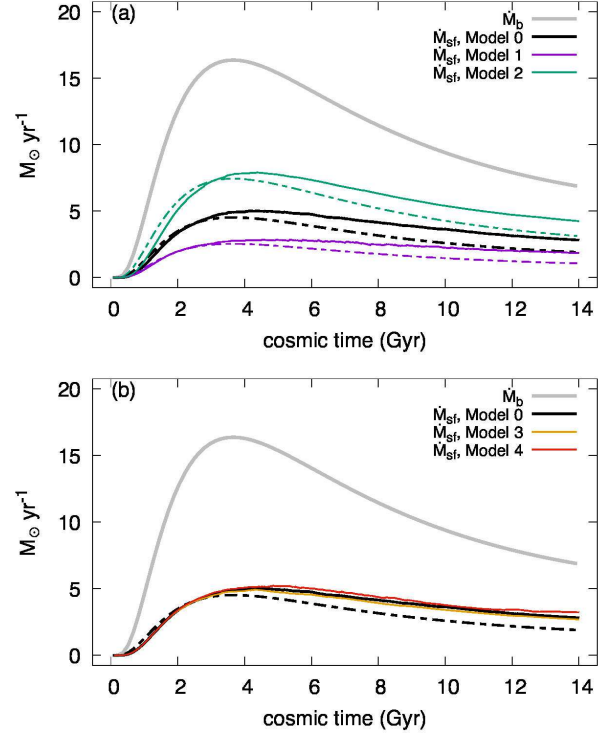 (a)
Ṁb
Ṁsf, Model 0
Ṁsf, Model 1
Ṁsf, Model 2
20
15
10
5
0
M⊙ yr-1
0 2 4 6 8 10 12 14
cosmic time (Gyr)
(b)
Ṁb
Ṁsf, Model 0
Ṁsf, Model 3
Ṁsf, Model 4
20
15
10
5
0
M⊙ yr-1
0 2 4 6 8 10 12 14
cosmic time (Gyr)